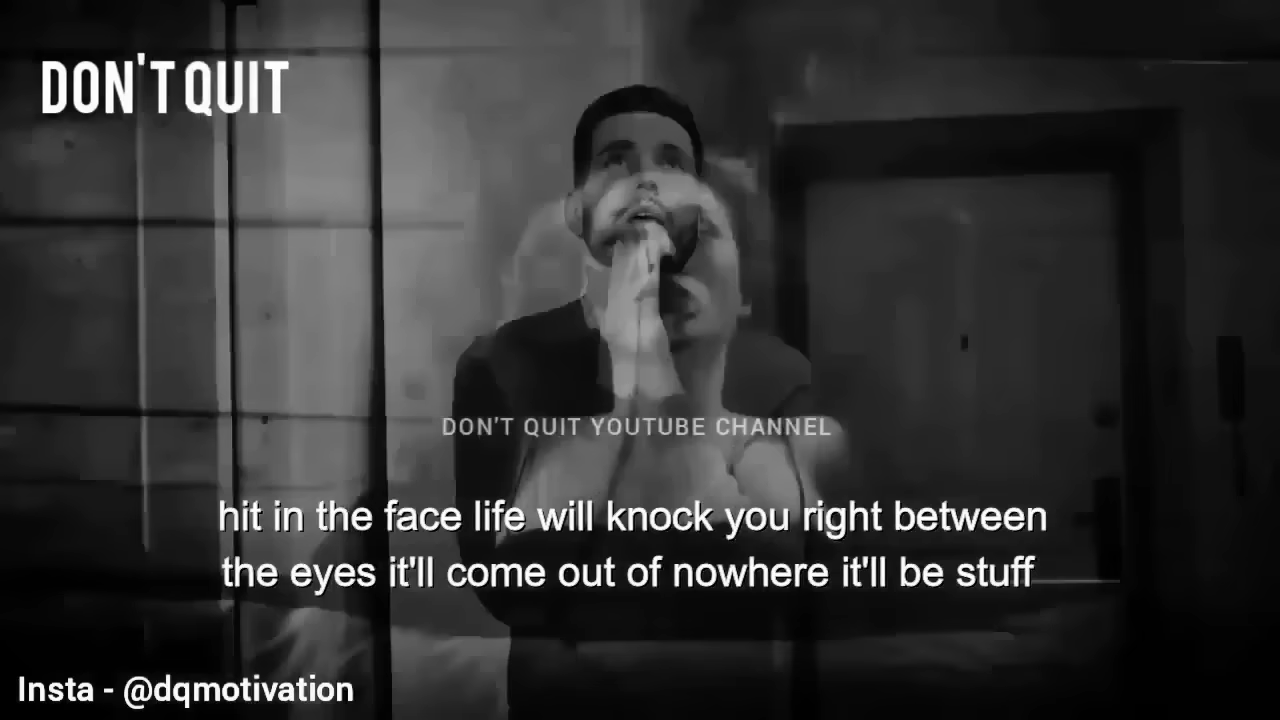 DON'T QUIT
DON'T QUIT YOUTUBE CHANNEL
hit in the face life will knock you right between
the eyes it'll come out of nowhere it'll be stuff
Insta - @dqmotivation